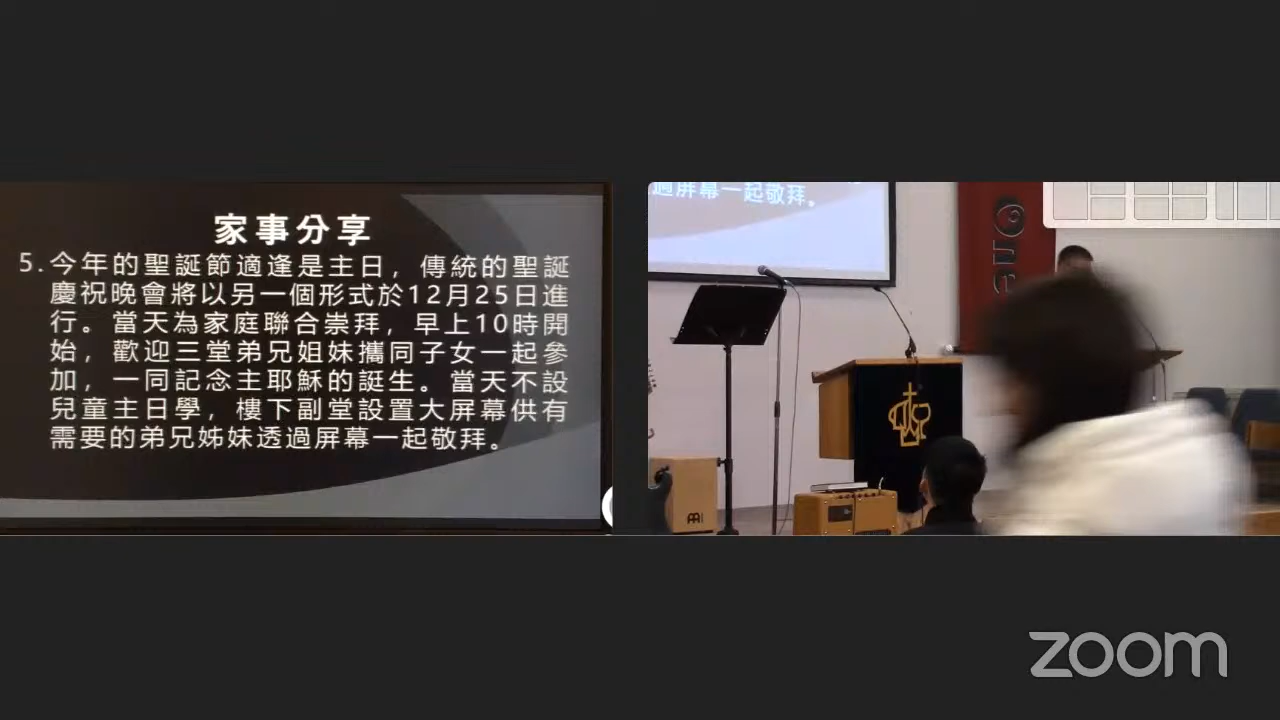 家事分享
5.今年的聖誕節適逢是主日，傳統的聖誕
慶祝晚會將以另一個形式於12月25日進
行。當天為家庭聯合崇拜，早上10時開
始，歡迎三堂弟兄姐妹攜同子女一起參
加，一同記念主耶穌的誕生。當天不設
兒童主日學，樓下副堂設置大屏幕供有
需要的弟兄姊妹透過屏幕一起敬拜。
過屏幕一起敬拜。
One
MEINL
zoom